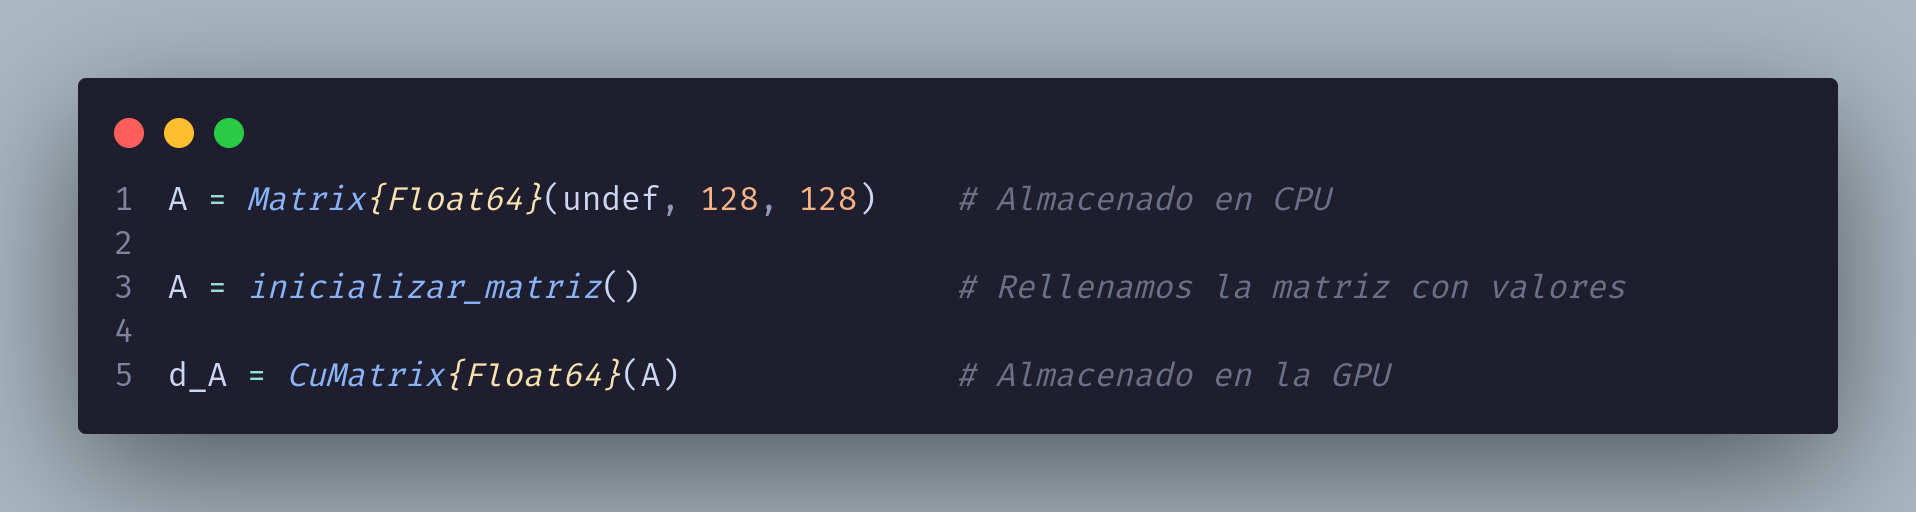 1 A = Matrix{Float64}(undef, 128, 128) # Almacenado en CPU
2
3 A = inicializar_matriz() # Rellenamos la matriz con valores
4
5 d_A = CuMatrix{Float64}(A) # Almacenado en la GPU